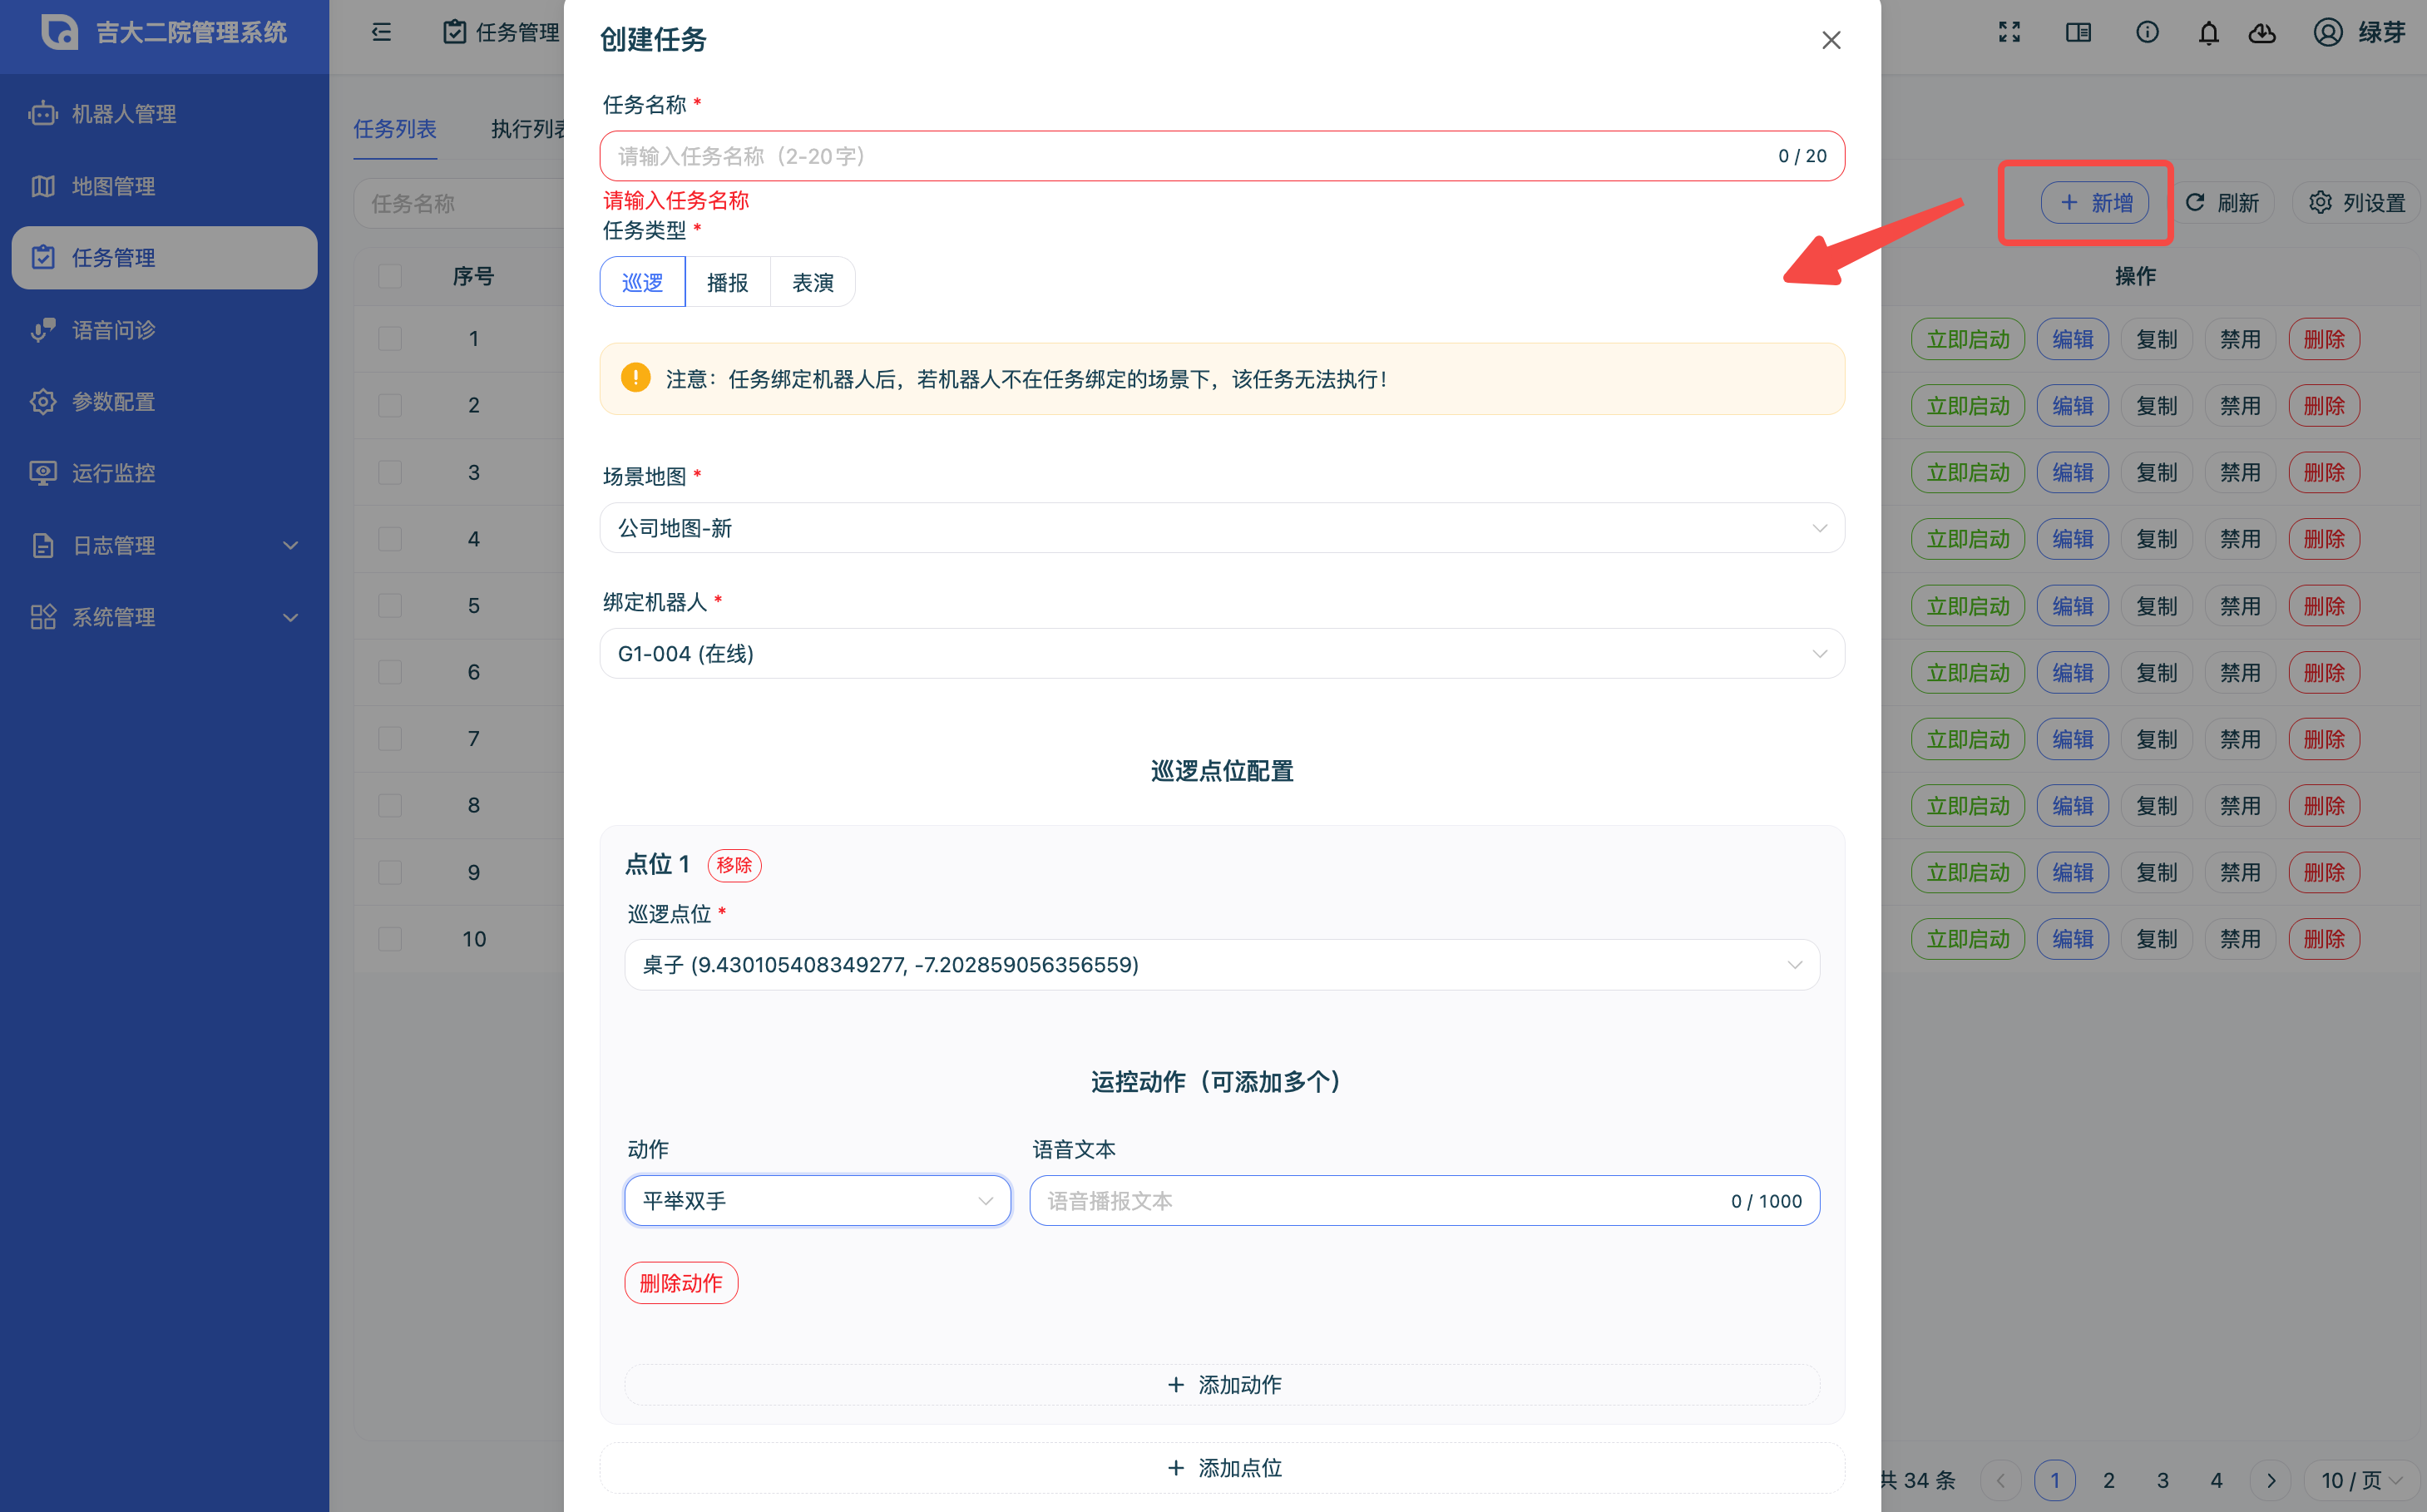 吉大二院管理系统
任务管理
绿芽
机器人管理
地图管理
任务管理
语音问诊
参数配置
运行监控
日志管理
系统管理
任务列表
执行列表
任务名称
新增
刷新
列设置
序号
操作
1
立即启动 编辑 复制 禁用 删除
2
立即启动 编辑 复制 禁用 删除
3
立即启动 编辑 复制 禁用 删除
4
立即启动 编辑 复制 禁用 删除
5
立即启动 编辑 复制 禁用 删除
6
立即启动 编辑 复制 禁用 删除
7
立即启动 编辑 复制 禁用 删除
8
立即启动 编辑 复制 禁用 删除
9
立即启动 编辑 复制 禁用 删除
10
立即启动 编辑 复制 禁用 删除
创建任务
任务名称 *
请输入任务名称（2-20字） 0 / 20
请输入任务名称
任务类型 *
巡逻 播报 表演
注意：任务绑定机器人后，若机器人不在任务绑定的场景下，该任务无法执行！
场景地图 *
公司地图-新
绑定机器人 *
G1-004 (在线)
巡逻点位配置
点位 1 移除
巡逻点位 *
桌子 (9.430105408349277, -7.202859056356559)
运控动作（可添加多个）
动作 语音文本
平举双手 语音播报文本 0 / 1000
删除动作
+ 添加动作
+ 添加点位
共 34 条 1 2 3 4 10 / 页